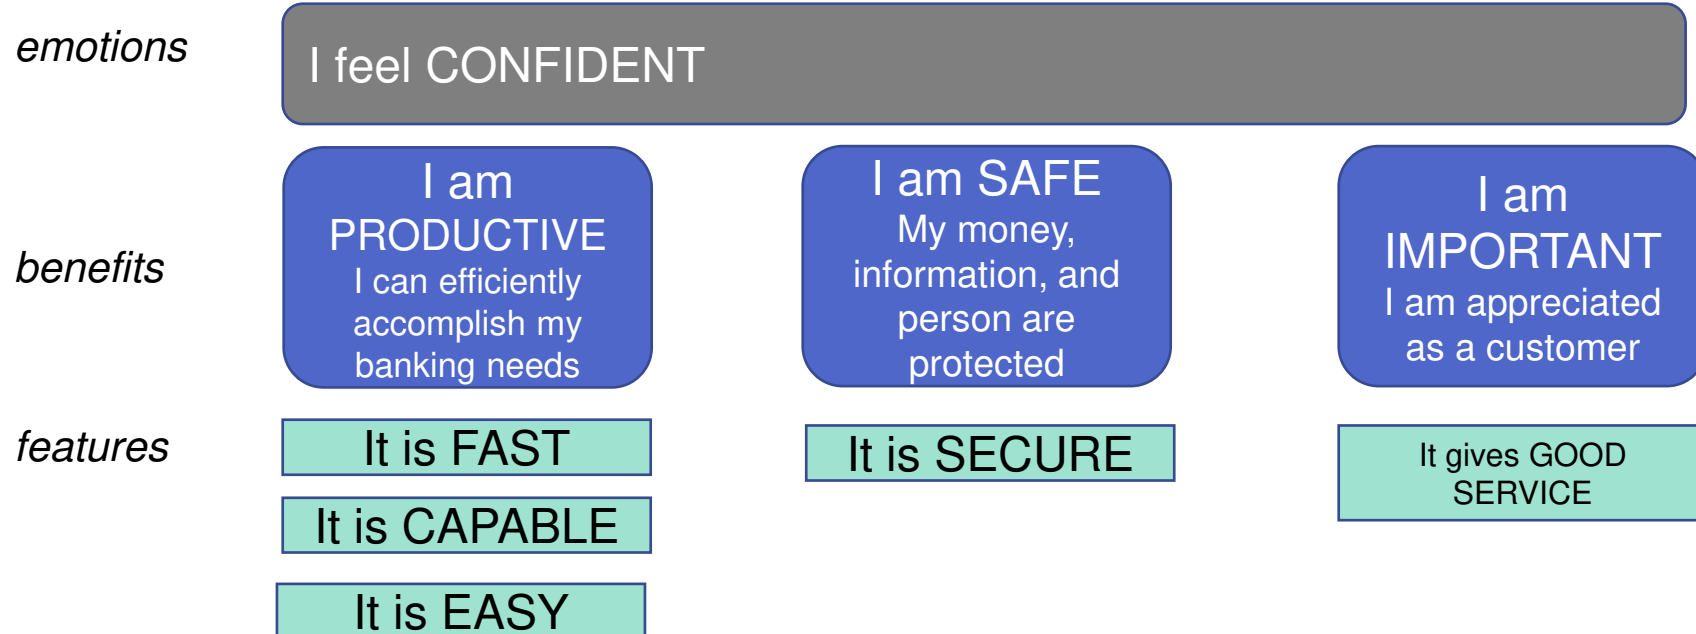 emotions
I feel CONFIDENT
benefits
I am
PRODUCTIVE
I can efficiently
accomplish my
banking needs
I am SAFE
My money,
information, and
person are
protected
I am
IMPORTANT
I am appreciated
as a customer
features
It is FAST
It is CAPABLE
It is EASY
It is SECURE
It gives GOOD
SERVICE